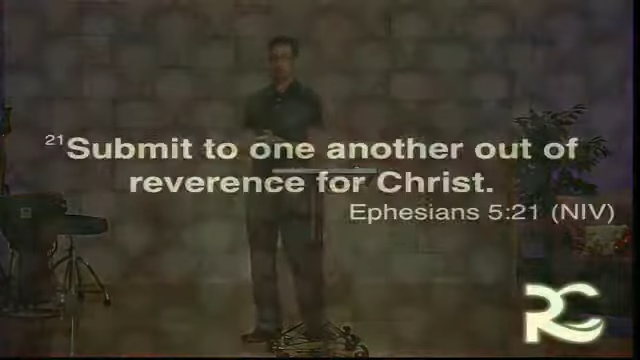 21Submit to one another out of
reverence for Christ.
Ephesians 5:21 (NIV)
RC